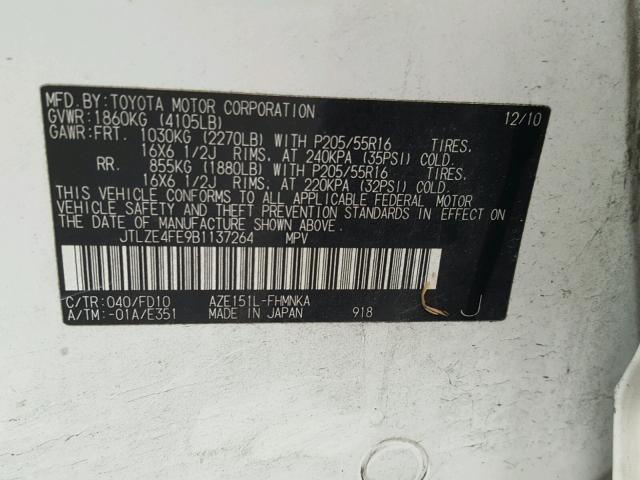 MFD.BY:TOYOTA MOTOR CORPORATION 12/10
GVWR:1860KG (4105LB)
GAWR:FRT. 1030KG (2270LB) WITH P205/55R16 TIRES,
16X6 1/2J RIMS, AT 240KPA (35PSI) COLD.
RR. 855KG (1880LB) WITH P205/55R16 TIRES,
16X6 1/2J RIMS, AT 220KPA (32PSI) COLD.
THIS VEHICLE CONFORMS TO ALL APPLICABLE FEDERAL MOTOR
VEHICLE SAFETY AND THEFT PREVENTION STANDARDS IN EFFECT ON
THE DATE OF MANUFACTURE SHOWN ABOVE.
JTLZE4FE9B1137264 MPV
C/TR:040/FD10 AZE151L-FHMNKA
A/TM:-01A/E351 MADE IN JAPAN 918 J